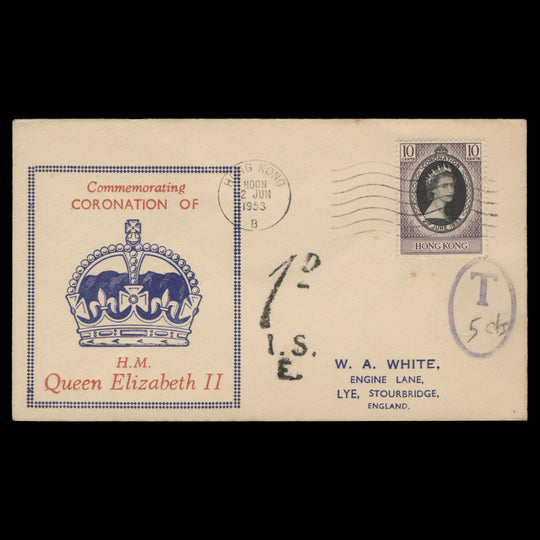 Commemorating
CORONATION OF
H.M.
Queen Elizabeth II
HONG KONG
NOON
2 JUN
1953
B
10 10
CENTS CENTS
CORONATION
2ND JUNE 1953
HONG KONG
T
5 cts
1D
I.S.
E
W. A. WHITE,
ENGINE LANE,
LYE, STOURBRIDGE,
ENGLAND.